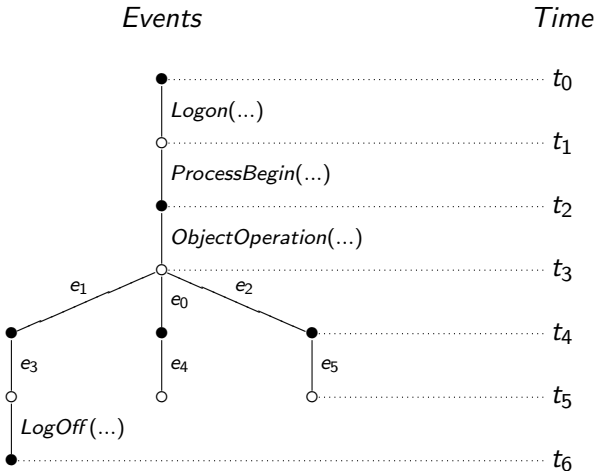 Events Time
t₀
Logon(...)
t₁
ProcessBegin(...)
t₂
ObjectOperation(...)
t₃
e₁ e₀ e₂
t₄
e₃ e₄ e₅
t₅
LogOff(...)
t₆